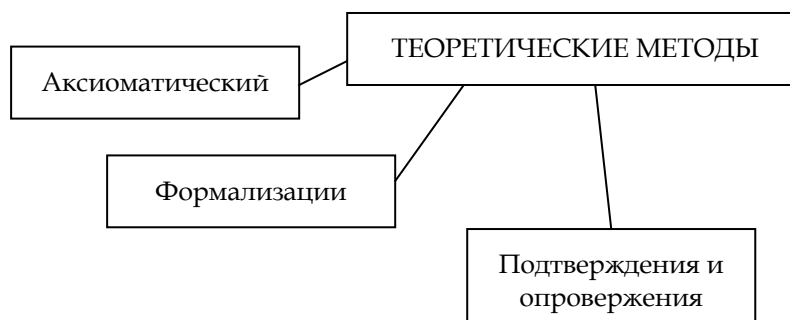 ТЕОРЕТИЧЕСКИЕ МЕТОДЫ
Аксиоматический
Формализации
Подтверждения и
опровержения